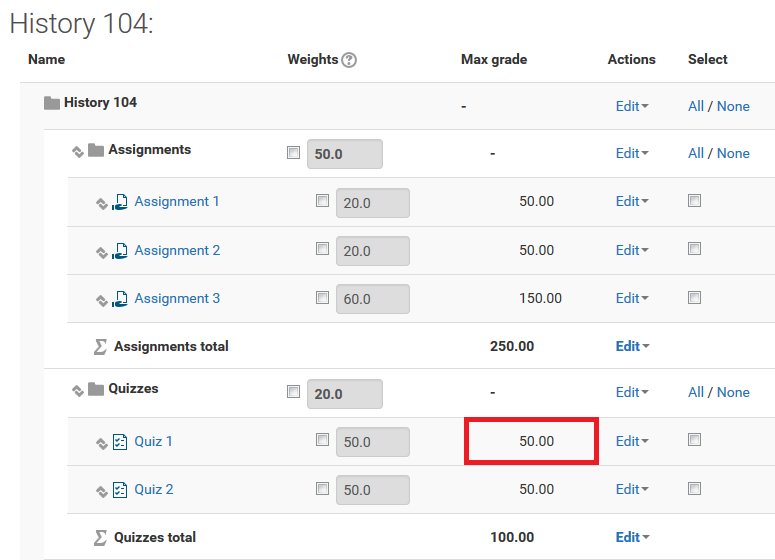 History 104:
Name Weights ? Max grade Actions Select
History 104 - Edit All / None
Assignments 50.0 - Edit All / None
Assignment 1 20.0 50.00 Edit
Assignment 2 20.0 50.00 Edit
Assignment 3 60.0 150.00 Edit
Σ Assignments total 250.00 Edit
Quizzes 20.0 - Edit All / None
Quiz 1 50.0 50.00 Edit
Quiz 2 50.0 50.00 Edit
Σ Quizzes total 100.00 Edit